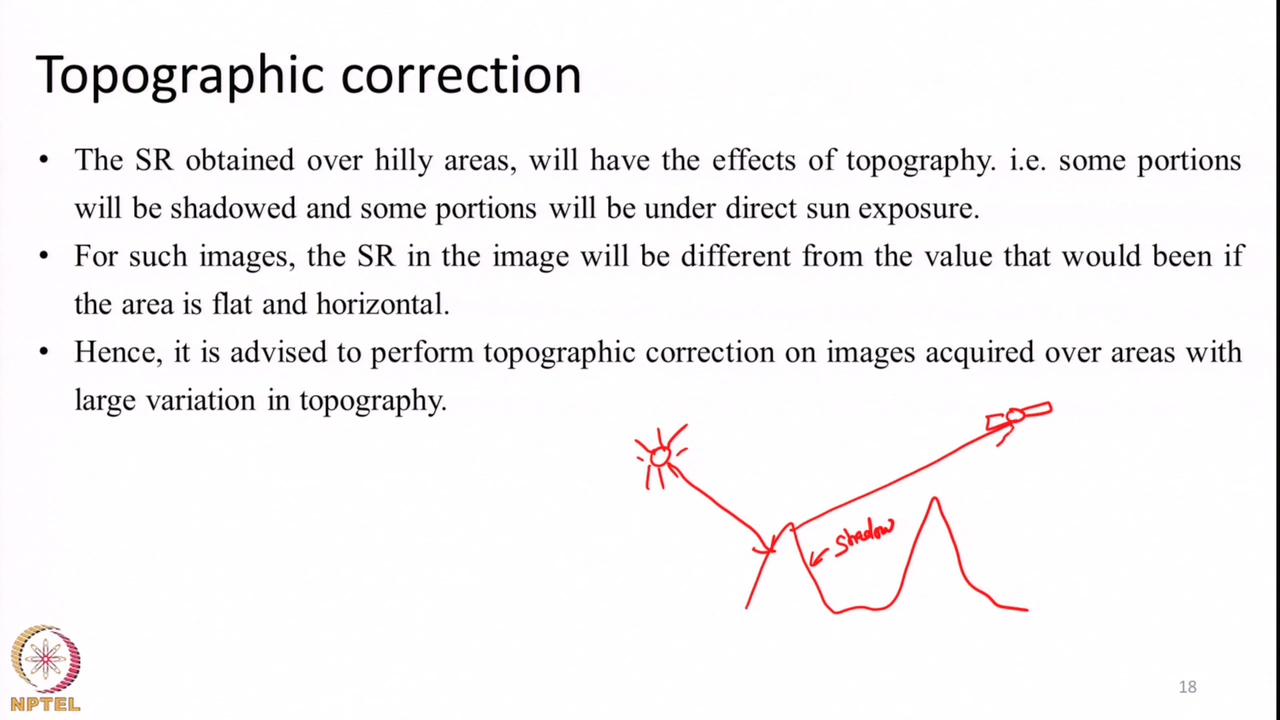 Topographic correction
• The SR obtained over hilly areas, will have the effects of topography. i.e. some portions
will be shadowed and some portions will be under direct sun exposure.
• For such images, the SR in the image will be different from the value that would been if
the area is flat and horizontal.
• Hence, it is advised to perform topographic correction on images acquired over areas with
large variation in topography.
Shadow
NPTEL
18